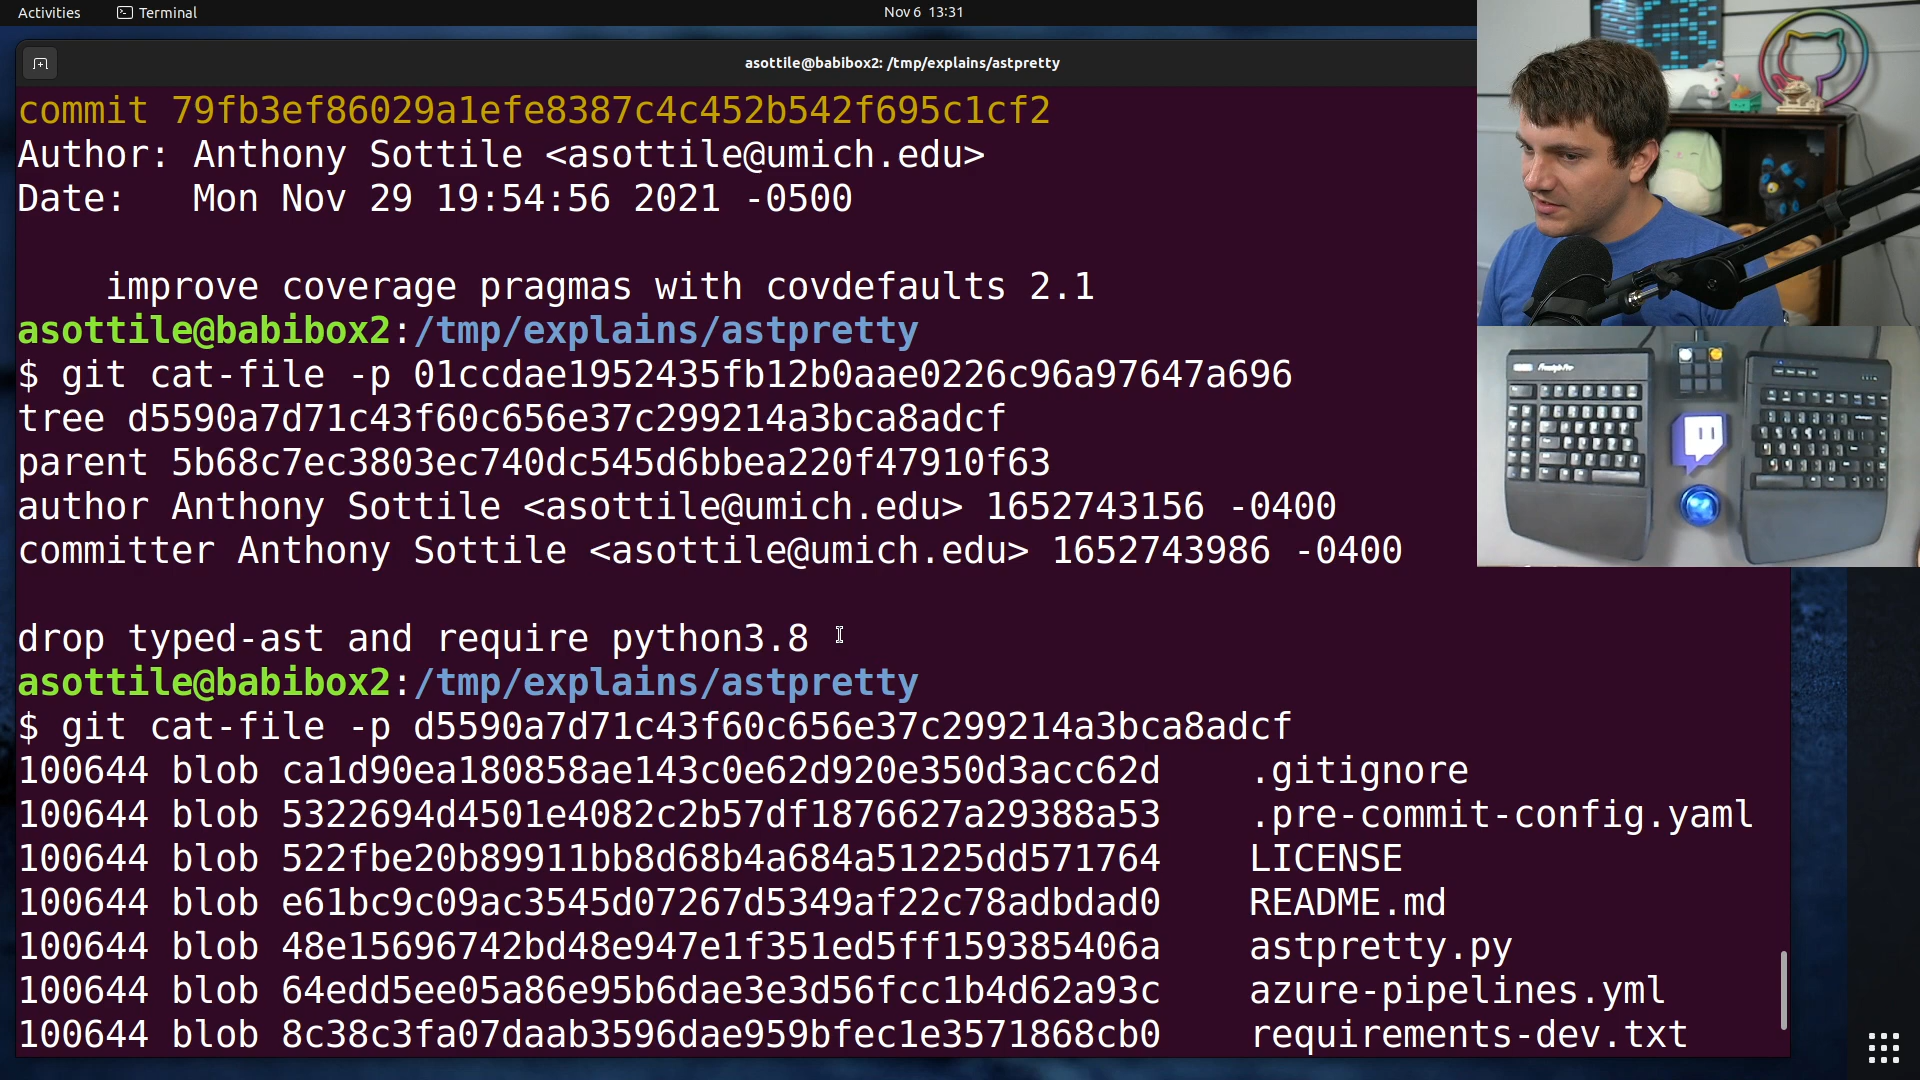 Activities
Terminal
Nov 6 13:31
asottile@babibox2: /tmp/explains/astpretty
commit 79fb3ef86029a1efe8387c4c452b542f695c1cf2
Author: Anthony Sottile <asottile@umich.edu>
Date:   Mon Nov 29 19:54:56 2021 -0500
improve coverage pragmas with covdefaults 2.1
asottile@babibox2:/tmp/explains/astpretty
$ git cat-file -p 01ccdae1952435fb12b0aae0226c96a97647a696
tree d5590a7d71c43f60c656e37c299214a3bca8adcf
parent 5b68c7ec3803ec740dc545d6bbea220f47910f63
author Anthony Sottile <asottile@umich.edu> 1652743156 -0400
committer Anthony Sottile <asottile@umich.edu> 1652743986 -0400
drop typed-ast and require python3.8
asottile@babibox2:/tmp/explains/astpretty
$ git cat-file -p d5590a7d71c43f60c656e37c299214a3bca8adcf
100644 blob ca1d90ea180858ae143c0e62d920e350d3acc62d    .gitignore
100644 blob 5322694d4501e4082c2b57df1876627a29388a53    .pre-commit-config.yaml
100644 blob 522fbe20b89911bb8d68b4a684a51225dd571764    LICENSE
100644 blob e61bc9c09ac3545d07267d5349af22c78adbdad0    README.md
100644 blob 48e15696742bd48e947e1f351ed5ff159385406a    astpretty.py
100644 blob 64edd5ee05a86e95b6dae3e3d56fcc1b4d62a93c    azure-pipelines.yml
100644 blob 8c38c3fa07daab3596dae959bfec1e3571868cb0    requirements-dev.txt